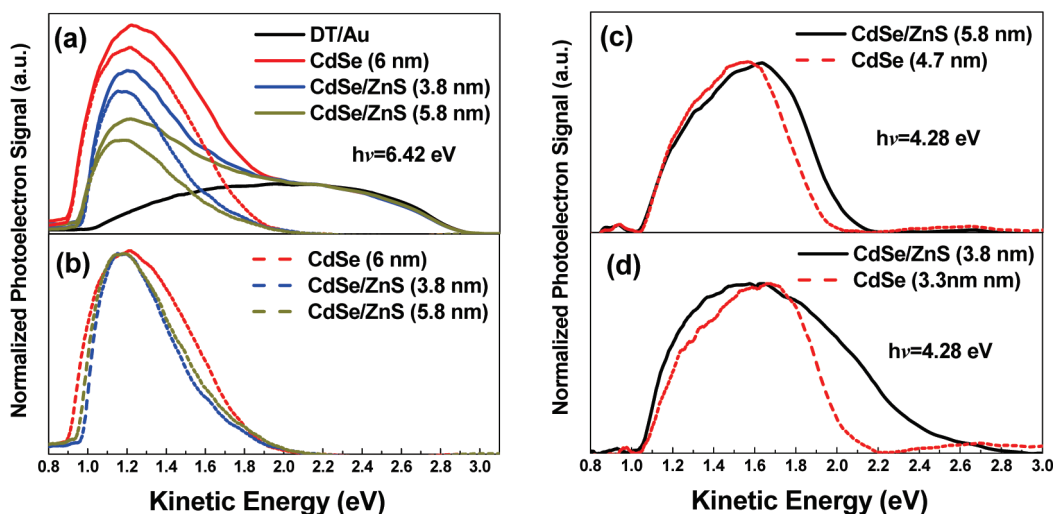 (a)
DT/Au
CdSe (6 nm)
CdSe/ZnS (3.8 nm)
CdSe/ZnS (5.8 nm)
hν=6.42 eV
Normalized Photoelectron Signal (a.u.)
(b)
CdSe (6 nm)
CdSe/ZnS (3.8 nm)
CdSe/ZnS (5.8 nm)
0.8 1.0 1.2 1.4 1.6 1.8 2.0 2.2 2.4 2.6 2.8 3.0
Kinetic Energy (eV)
(c)
CdSe/ZnS (5.8 nm)
CdSe (4.7 nm)
hν=4.28 eV
Normalized Photoelectron Signal (a.u.)
(d)
CdSe/ZnS (3.8 nm)
CdSe (3.3nm nm)
hν=4.28 eV
0.8 1.0 1.2 1.4 1.6 1.8 2.0 2.2 2.4 2.6 2.8 3.0
Kinetic Energy (eV)